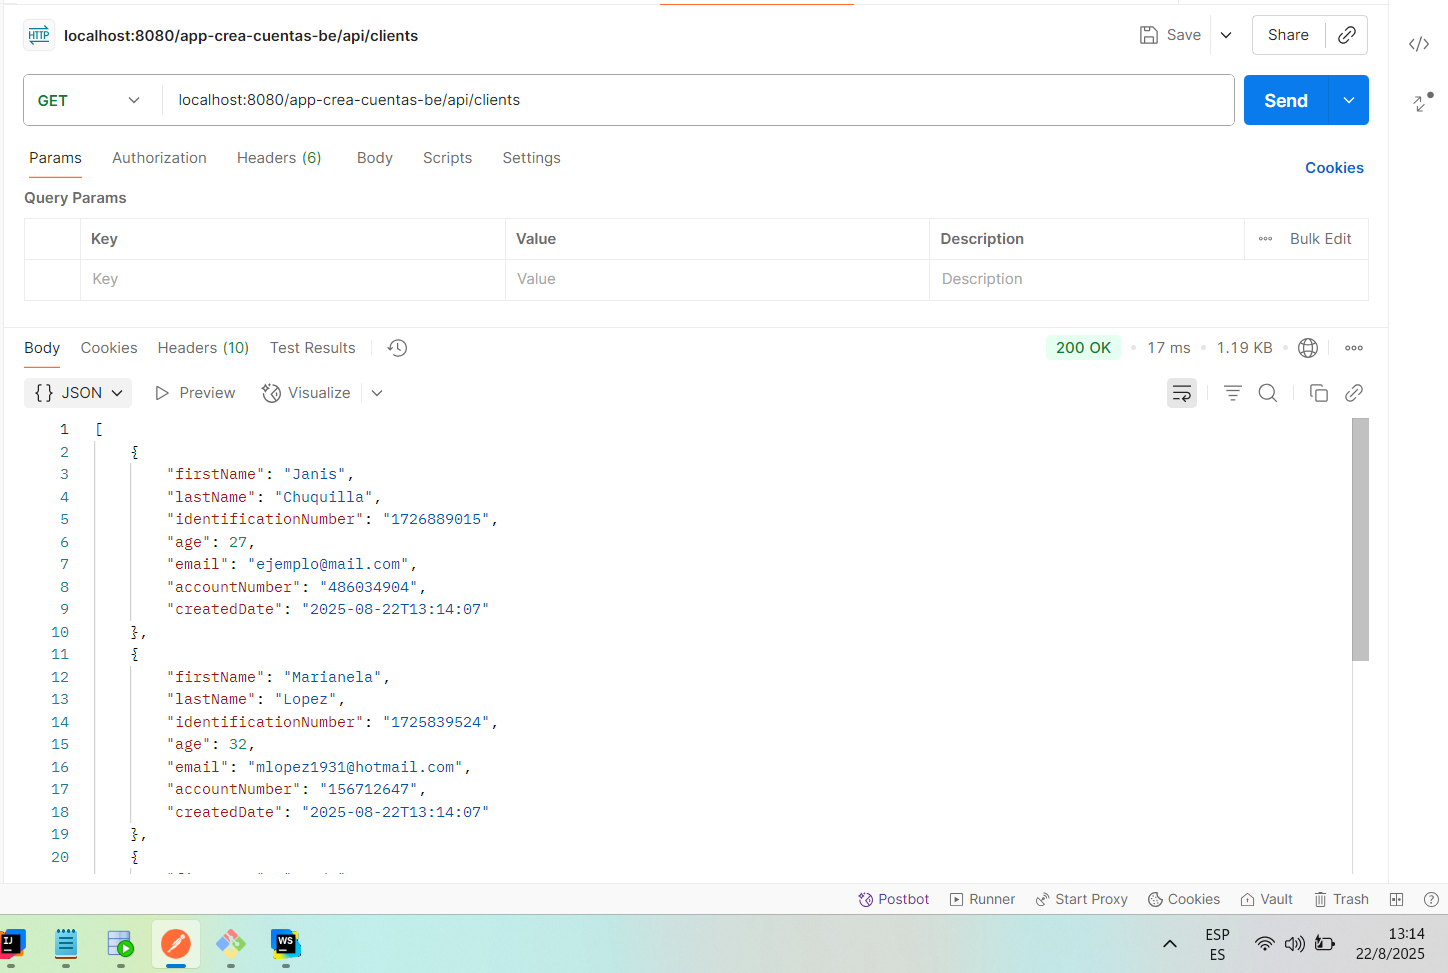 HTTP localhost:8080/app-crea-cuentas-be/api/clients Save Share
GET localhost:8080/app-crea-cuentas-be/api/clients Send
Params Authorization Headers (6) Body Scripts Settings Cookies
Query Params
Key Value Description Bulk Edit
Key Value Description
Body Cookies Headers (10) Test Results 200 OK 17 ms 1.19 KB
{} JSON Preview Visualize
1 [
2 {
3 "firstName": "Janis",
4 "lastName": "Chuquilla",
5 "identificationNumber": "1726889015",
6 "age": 27,
7 "email": "ejemplo@mail.com",
8 "accountNumber": "486034904",
9 "createdDate": "2025-08-22T13:14:07"
10 },
11 {
12 "firstName": "Marianela",
13 "lastName": "Lopez",
14 "identificationNumber": "1725839524",
15 "age": 32,
16 "email": "mlopez1931@hotmail.com",
17 "accountNumber": "156712647",
18 "createdDate": "2025-08-22T13:14:07"
19 },
20 {
Postbot Runner Start Proxy Cookies Vault Trash
IJ WS ESP 13:14
ES 22/8/2025